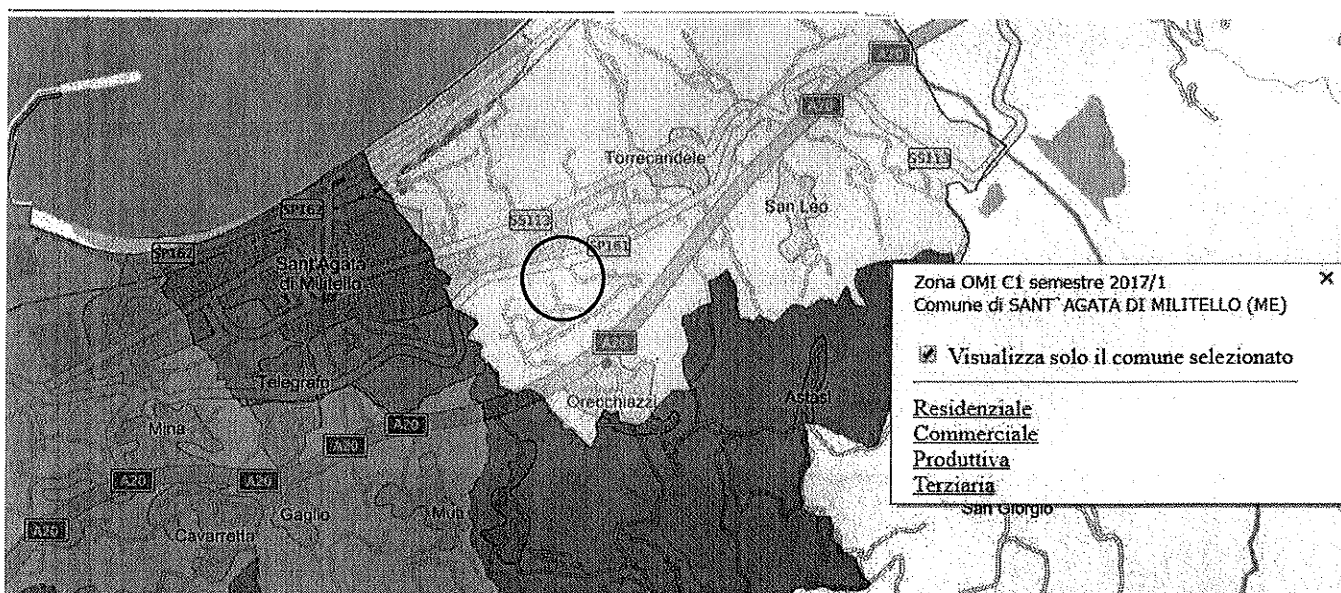 A20
A20
Torrecandele
SS113
San Leo
SP162
SS113
SP161
SP162
Sant'Agata
di Militello
Zona OMI C1 semestre 2017/1
×
Comune di SANT`AGATA DI MILITELLO (ME)
Visualizza solo il comune selezionato
A20
Telegrafo
Orecchiazzi
Astasi
Residenziale
Commerciale
Produttiva
Terziaria
Mina
A20
A20
A20
A20
San Giorgio
Gaglio
Mua
A20
Cavarretta